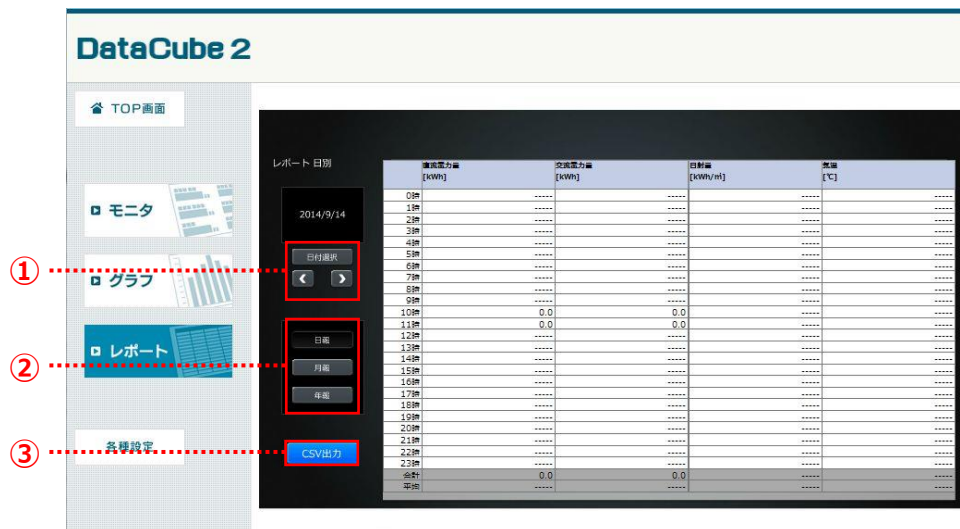 DataCube 2
TOP画面
モニタ
グラフ
レポート
各種設定
①
②
③
レポート 日別
2014/9/14
日付選択
日報
月報
年報
CSV出力
直流電力量 [kWh] 交流電力量 [kWh] 日射量 [kWh/㎡] 気温 [℃]
0時 ----- ----- ----- -----
1時 ----- ----- ----- -----
2時 ----- ----- ----- -----
3時 ----- ----- ----- -----
4時 ----- ----- ----- -----
5時 ----- ----- ----- -----
6時 ----- ----- ----- -----
7時 ----- ----- ----- -----
8時 ----- ----- ----- -----
9時 ----- ----- ----- -----
10時 0.0 0.0 ----- -----
11時 0.0 0.0 ----- -----
12時 ----- ----- ----- -----
13時 ----- ----- ----- -----
14時 ----- ----- ----- -----
15時 ----- ----- ----- -----
16時 ----- ----- ----- -----
17時 ----- ----- ----- -----
18時 ----- ----- ----- -----
19時 ----- ----- ----- -----
20時 ----- ----- ----- -----
21時 ----- ----- ----- -----
22時 ----- ----- ----- -----
23時 ----- ----- ----- -----
合計 0.0 0.0 ----- -----
平均 ----- ----- ----- -----